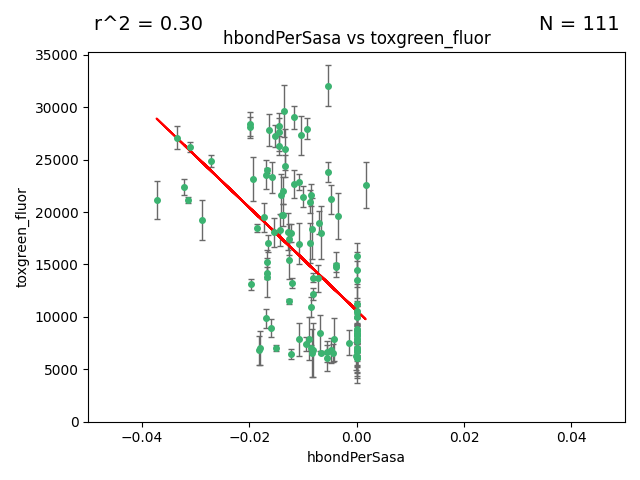 r^2 = 0.30
N = 111
hbondPerSasa vs toxgreen_fluor
35000
30000
25000
20000
15000
10000
5000
0
toxgreen_fluor
−0.04
−0.02
0.00
0.02
0.04
hbondPerSasa